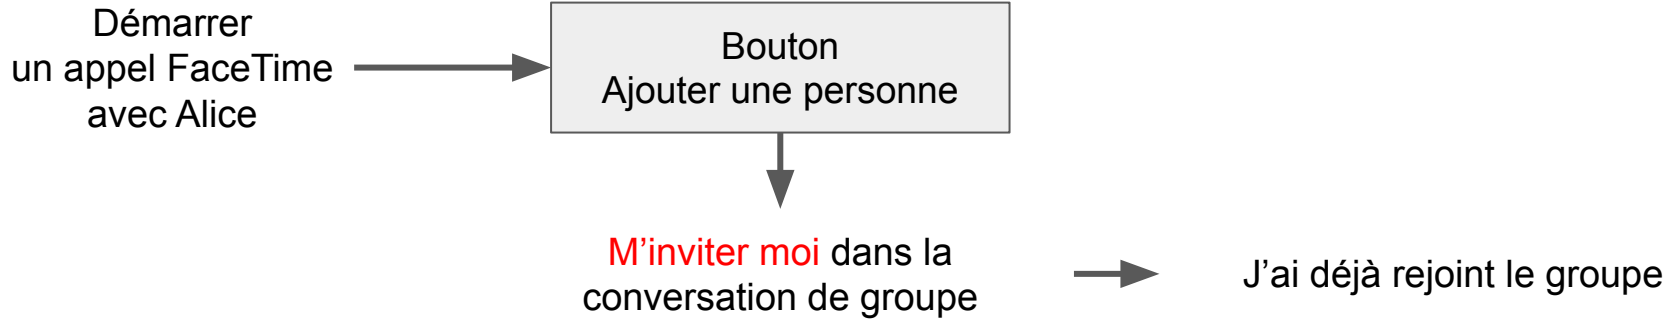 Démarrer
un appel FaceTime
avec Alice
Bouton
Ajouter une personne
M’inviter moi dans la
conversation de groupe
J’ai déjà rejoint le groupe